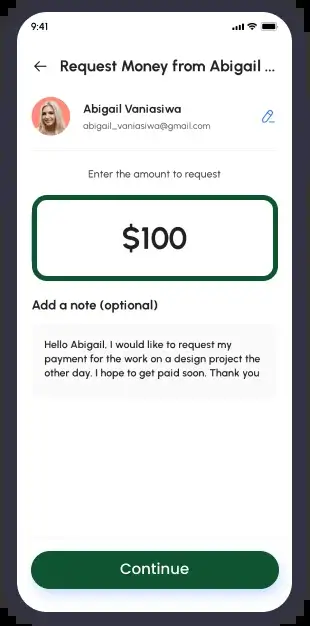 9:41
Request Money from Abigail ...
Abigail Vaniasiwa
abigail_vaniasiwa@gmail.com
Enter the amount to request
$100
Add a note (optional)
Hello Abigail, I would like to request my
payment for the work on a design project the
other day. I hope to get paid soon. Thank you
Continue